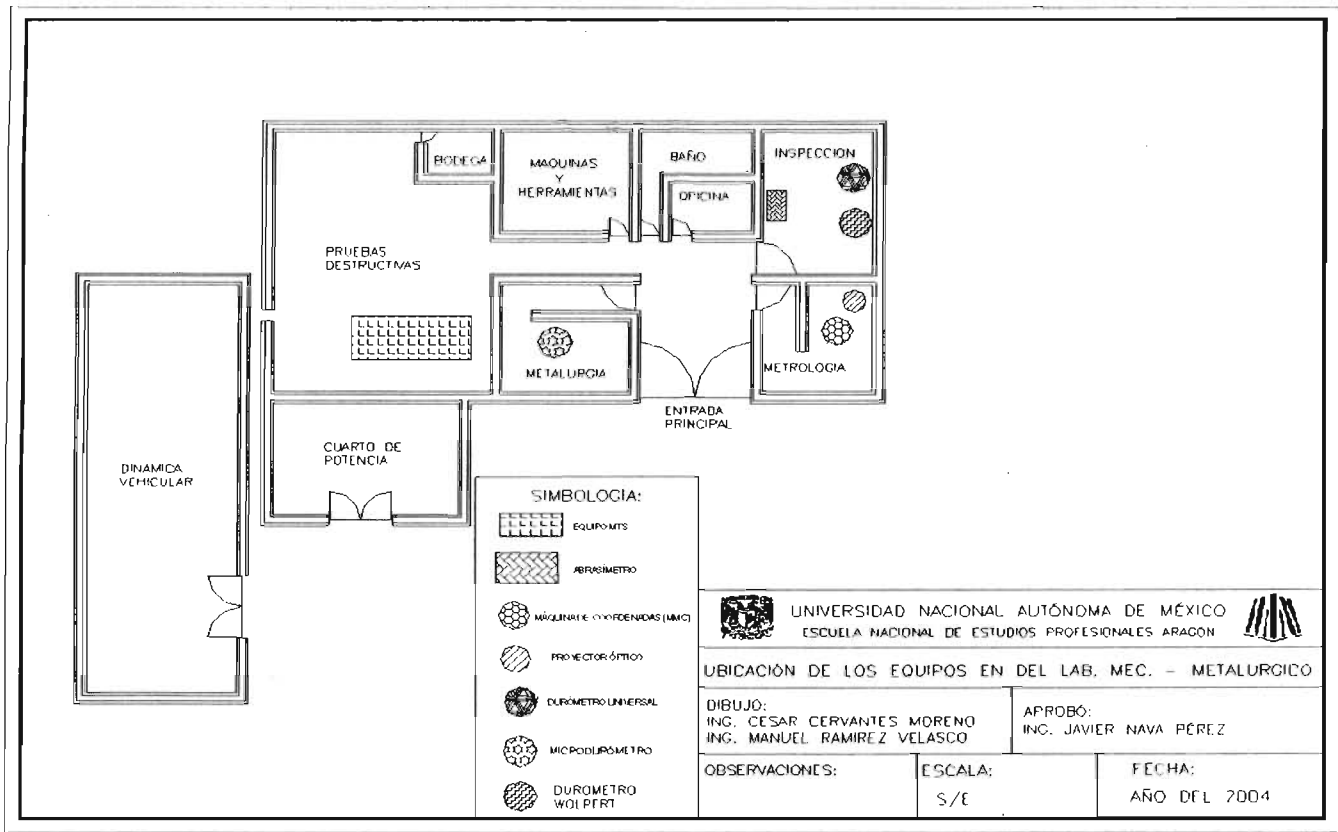 BODEGA
MAQUINAS
Y
HERRAMIENTAS
BAÑO
OFICINA
INSPECCION
PRUEBAS
DESTRUCTIVAS
METALURGIA
METROLOGIA
ENTRADA
PRINCIPAL
CUARTO DE
POTENCIA
DINAMICA
VEHICULAR
SIMBOLOGIA:
EQUIPO MTS
ABRASÍMETRO
MÁQUINA DE COORDENADAS (MMC)
PROYECTOR ÓPTICO
DURÓMETRO UNIVERSAL
MICRODURÓMETRO
DUROMETRO
WOLPERT
UNIVERSIDAD NACIONAL AUTÓNOMA DE MÉXICO
ESCUELA NACIONAL DE ESTUDIOS PROFESIONALES ARAGON
UBICACIÓN DE LOS EQUIPOS EN DEL LAB. MEC. - METALURGICO
DIBUJO:
ING. CESAR CERVANTES MORENO
ING. MANUEL RAMIREZ VELASCO
APROBÓ:
ING. JAVIER NAVA PÉREZ
OBSERVACIONES:
ESCALA:
S/E
FECHA:
AÑO DEL 2004